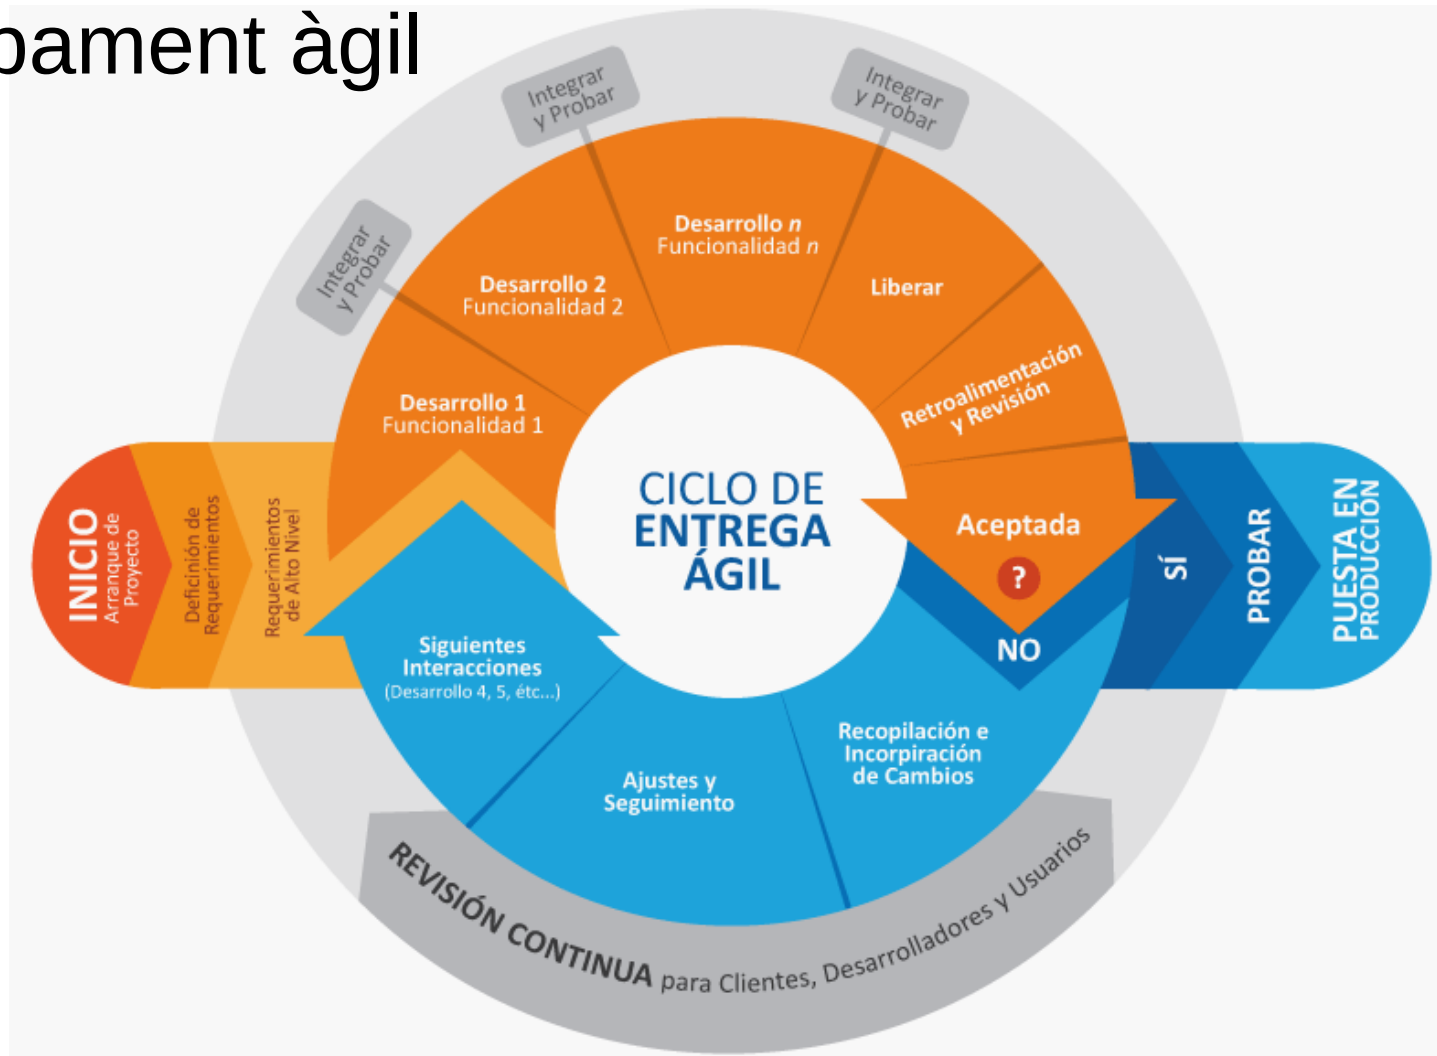 pament àgil
Integrar
y Probar
Integrar
y Probar
Integrar
y Probar
Desarrollo n
Funcionalidad n
Desarrollo 2
Funcionalidad 2
Liberar
Desarrollo 1
Funcionalidad 1
Retroalimentación
y Revisión
CICLO DE
ENTREGA
ÁGIL
Aceptada
?
NO
INICIO
Arranque de
Proyecto
Definición de
Requerimientos
Requerimientos
de Alto Nivel
SÍ
PROBAR
PUESTA EN
PRODUCCIÓN
Siguientes
Interacciones
(Desarrollo 4, 5, étc...)
Ajustes y
Seguimiento
Recopilación e
Incorpiración
de Cambios
REVISIÓN CONTINUA para Clientes, Desarrolladores y Usuarios